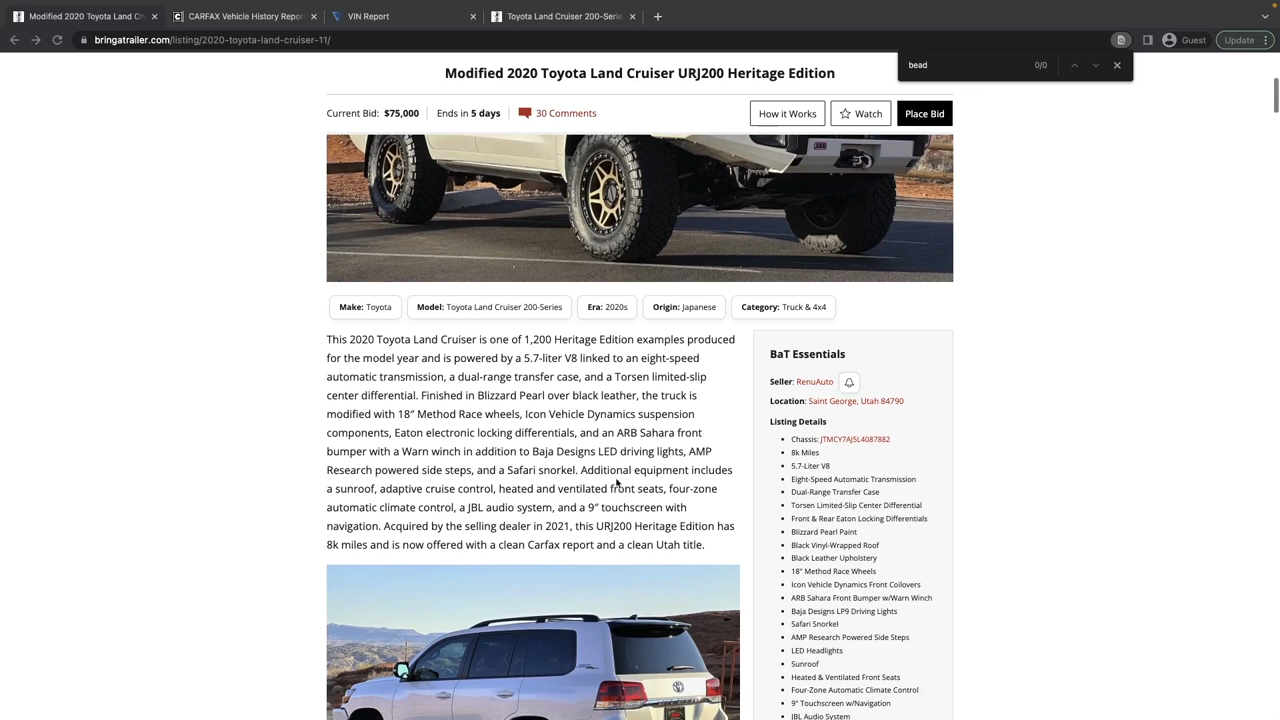 Modified 2020 Toyota Land Cr
CARFAX Vehicle History Repor
VIN Report
Toyota Land Cruiser 200-Serie
bringatrailer.com/listing/2020-toyota-land-cruiser-11/
Guest
Update
bead
0/0
Modified 2020 Toyota Land Cruiser URJ200 Heritage Edition
Current Bid: $75,000
Ends in 5 days
30 Comments
How it Works
Watch
Place Bid
ARB
Make: Toyota
Model: Toyota Land Cruiser 200-Series
Era: 2020s
Origin: Japanese
Category: Truck & 4x4
This 2020 Toyota Land Cruiser is one of 1,200 Heritage Edition examples produced
for the model year and is powered by a 5.7-liter V8 linked to an eight-speed
automatic transmission, a dual-range transfer case, and a Torsen limited-slip
center differential. Finished in Blizzard Pearl over black leather, the truck is
modified with 18″ Method Race wheels, Icon Vehicle Dynamics suspension
components, Eaton electronic locking differentials, and an ARB Sahara front
bumper with a Warn winch in addition to Baja Designs LED driving lights, AMP
Research powered side steps, and a Safari snorkel. Additional equipment includes
a sunroof, adaptive cruise control, heated and ventilated front seats, four-zone
automatic climate control, a JBL audio system, and a 9″ touchscreen with
navigation. Acquired by the selling dealer in 2021, this URJ200 Heritage Edition has
8k miles and is now offered with a clean Carfax report and a clean Utah title.
BaT Essentials
Seller: RenuAuto
Location: Saint George, Utah 84790
Listing Details
Chassis: JTMCY7AJ5L4087882
8k Miles
5.7-Liter V8
Eight-Speed Automatic Transmission
Dual-Range Transfer Case
Torsen Limited-Slip Center Differential
Front & Rear Eaton Locking Differentials
Blizzard Pearl Paint
Black Vinyl-Wrapped Roof
Black Leather Upholstery
18″ Method Race Wheels
Icon Vehicle Dynamics Front Coilovers
ARB Sahara Front Bumper w/Warn Winch
Baja Designs LP9 Driving Lights
Safari Snorkel
AMP Research Powered Side Steps
LED Headlights
Sunroof
Heated & Ventilated Front Seats
Four-Zone Automatic Climate Control
9″ Touchscreen w/Navigation
JBL Audio System